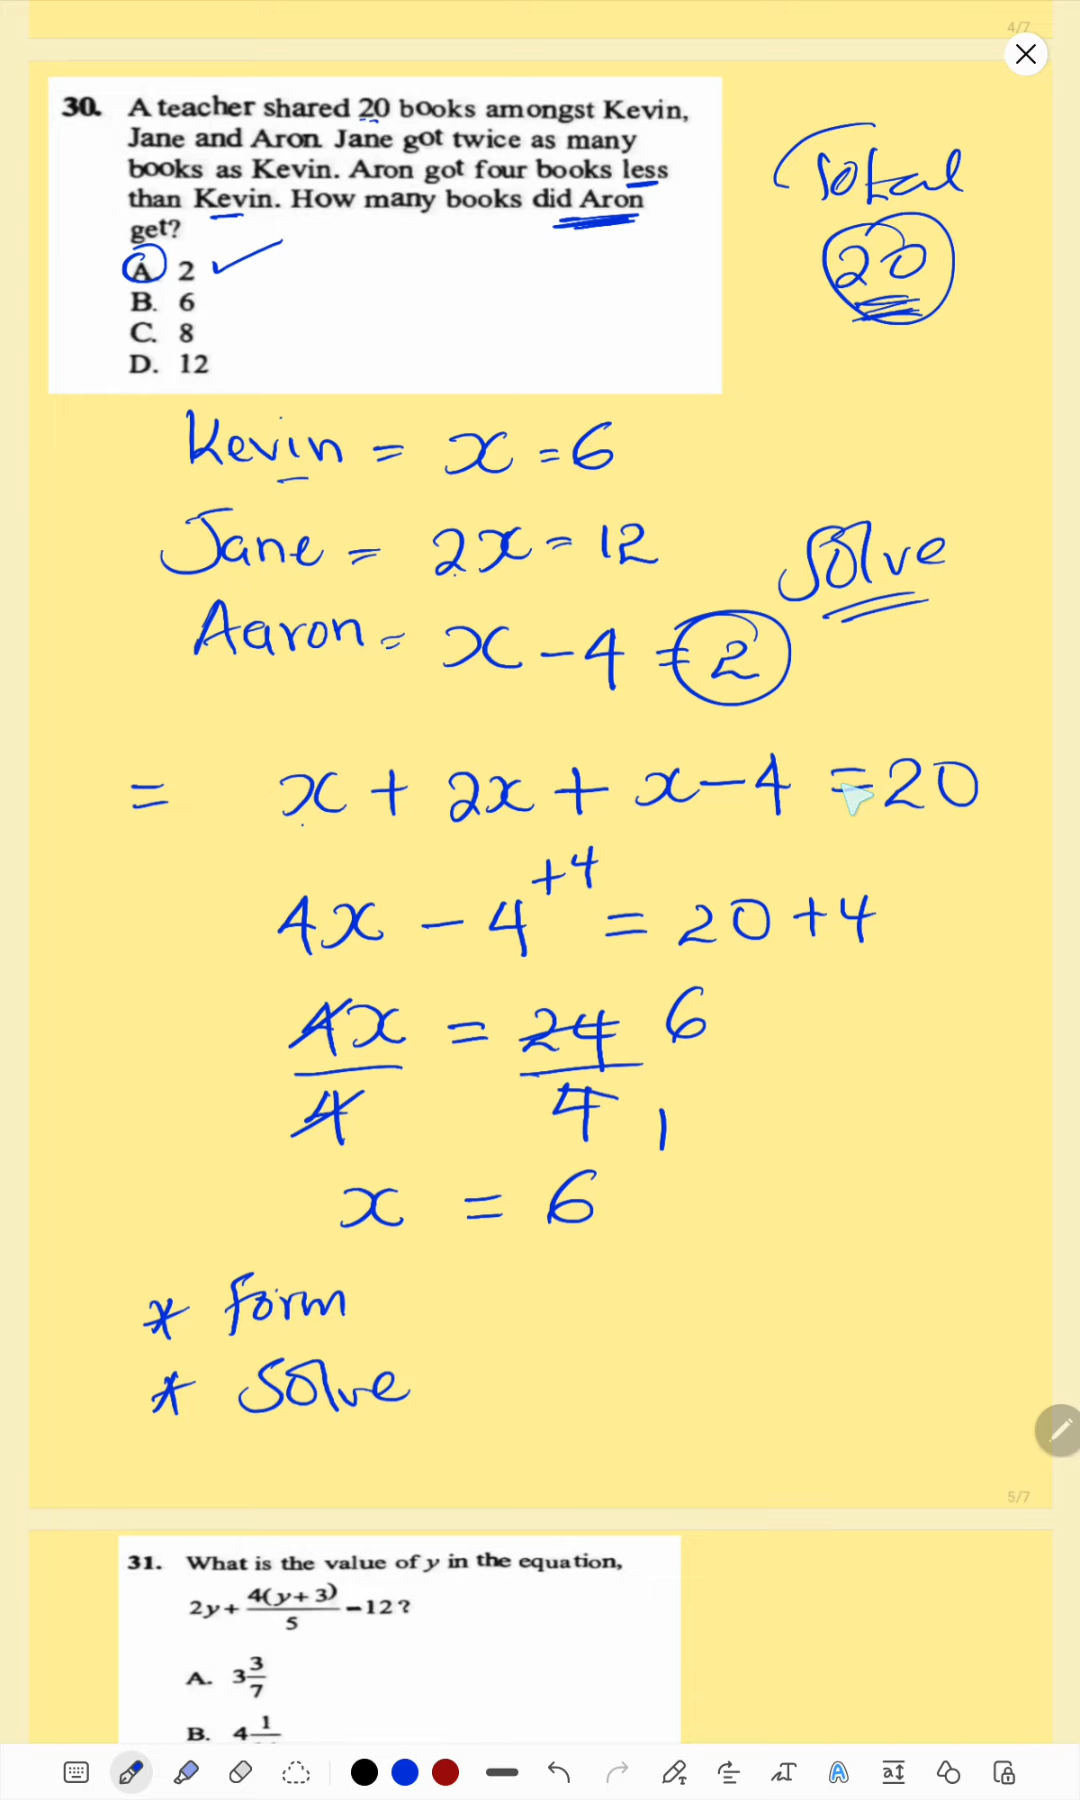 4/7
30. A teacher shared 20 books amongst Kevin,
Jane and Aron. Jane got twice as many
books as Kevin. Aron got four books less
than Kevin. How many books did Aron
get?
A. 2
B. 6
C. 8
D. 12
Total
20
Kevin = x = 6
Jane = 2x = 12
Solve
Aaron = x - 4 = 2
= x + 2x + x - 4 = 20
+4
4x - 4 = 20 + 4
4x = 24 6
4 4 1
x = 6
* form
* Solve
5/7
31. What is the value of y in the equation,
2y + 4(y + 3)/5 - 12?
A. 3 3/7
B. 4 1